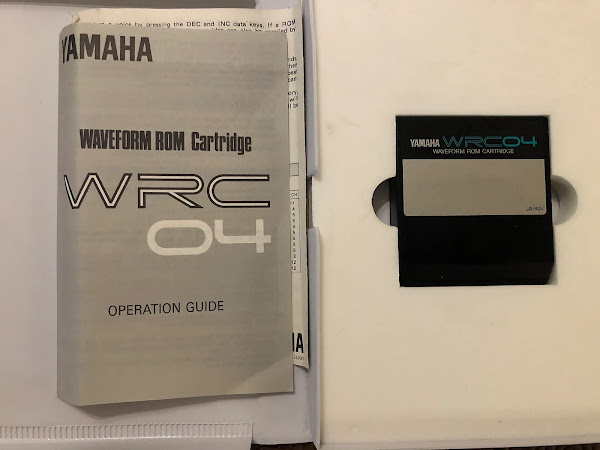 a voice by pressing the DEC and INC data keys. If a ROM
YAMAHA
WAVEFORM ROM Cartridge
WRC
04
OPERATION GUIDE
YAMAHA WRC04
WAVEFORM ROM CARTRIDGE
JAPAN